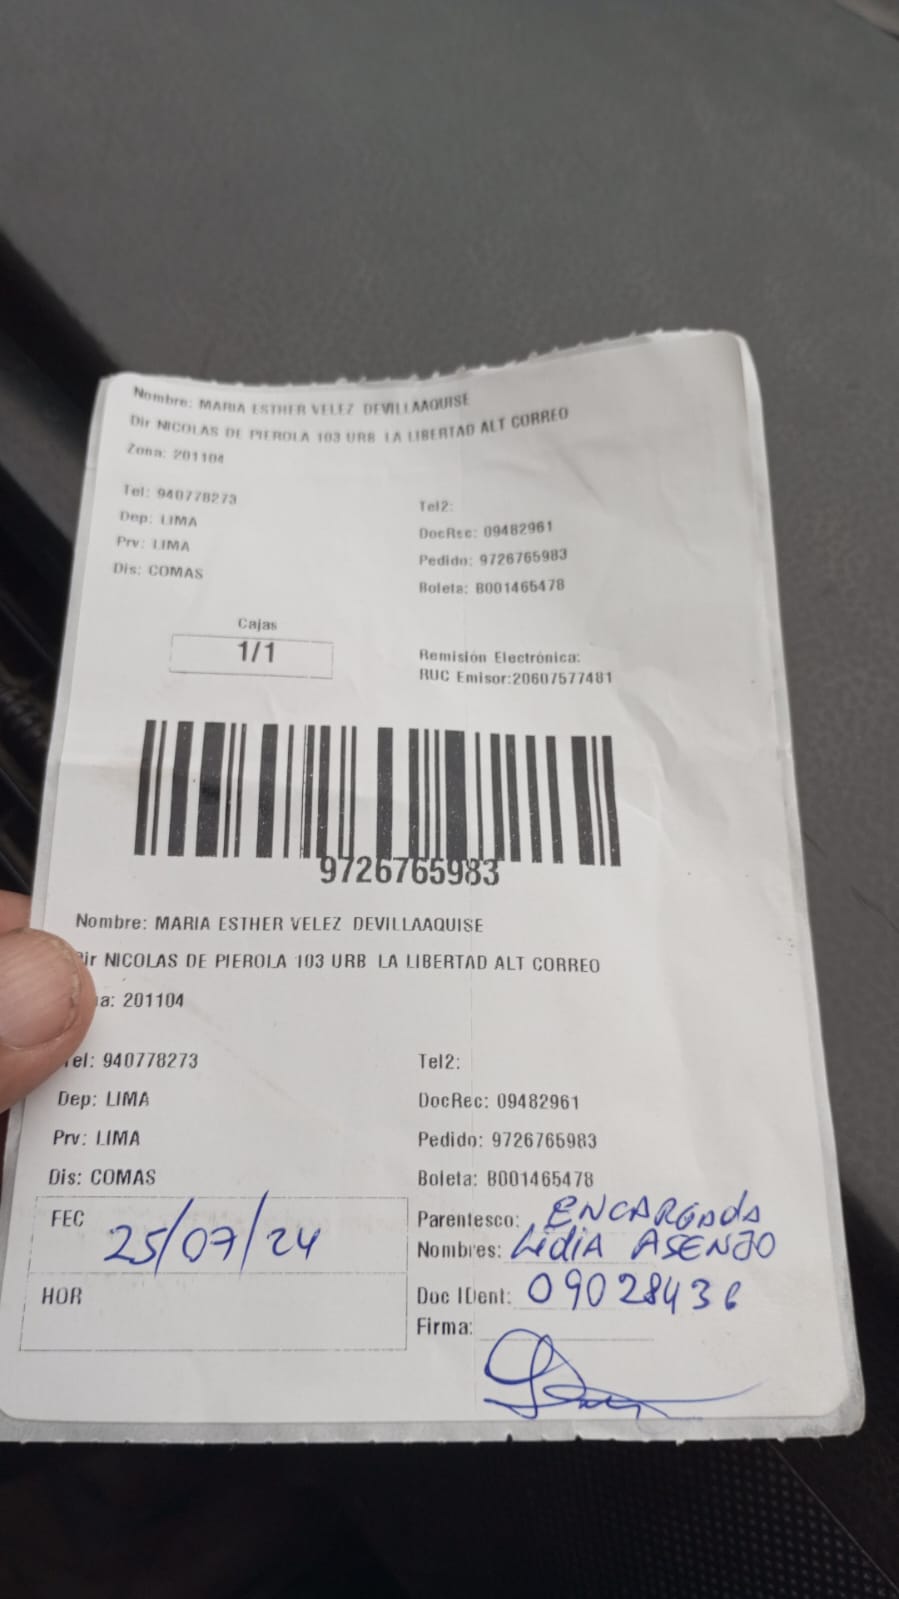 Nombre: MARIA ESTHER VELEZ DEVILLAAQUISE
Dir NICOLAS DE PIEROLA 103 URB LA LIBERTAD ALT CORREO
Zona: 201104
Tel: 940778273
Tel2:
Dep: LIMA
DocRec: 09482961
Prv: LIMA
Pedido: 9726765983
Dis: COMAS
Boleta: B001465478
Cajas
1/1
Remisión Electrónica:
RUC Emisor:20607577481
9726765983
Nombre: MARIA ESTHER VELEZ DEVILLAAQUISE
ir NICOLAS DE PIEROLA 103 URB LA LIBERTAD ALT CORREO
a: 201104
Tel: 940778273
Tel2:
Dep: LIMA
DocRec: 09482961
Prv: LIMA
Pedido: 9726765983
Dis: COMAS
Boleta: B001465478
FEC 25/07/24
Parentesco: ENCARGADA
Nombres: LidiA ASENJO
HOR
Doc IDent: 09028436
Firma: